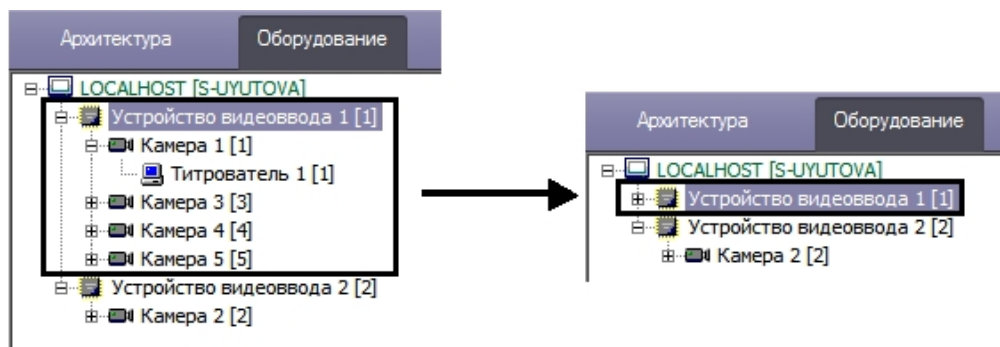 Архитектура Оборудование
LOCALHOST [S-UYUTOVA]
Устройство видеоввода 1 [1]
Камера 1 [1]
Титрователь 1 [1]
Камера 3 [3]
Камера 4 [4]
Камера 5 [5]
Устройство видеоввода 2 [2]
Камера 2 [2]
Архитектура Оборудование
LOCALHOST [S-UYUTOVA]
Устройство видеоввода 1 [1]
Устройство видеоввода 2 [2]
Камера 2 [2]